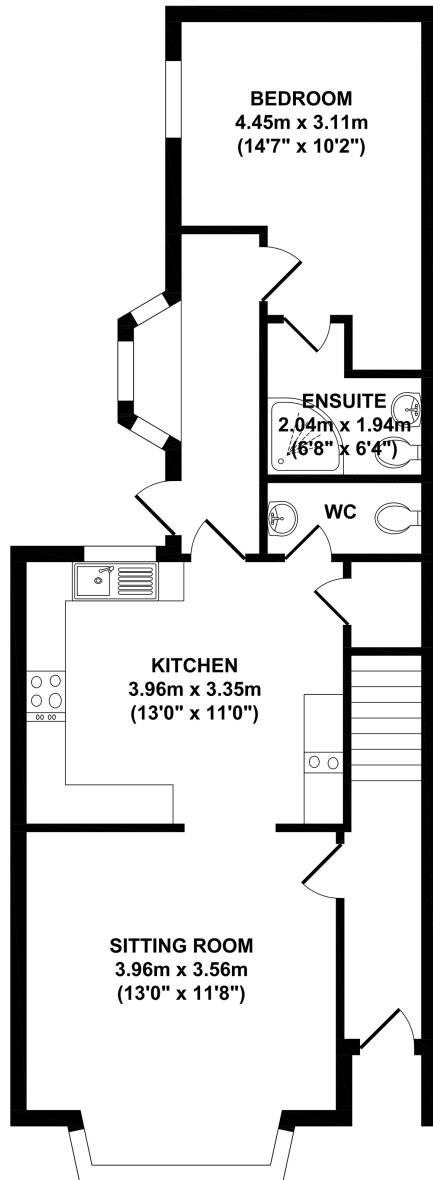 BEDROOM
4.45m x 3.11m
(14'7" x 10'2")
ENSUITE
2.04m x 1.94m
(6'8" x 6'4")
WC
KITCHEN
3.96m x 3.35m
(13'0" x 11'0")
SITTING ROOM
3.96m x 3.56m
(13'0" x 11'8")